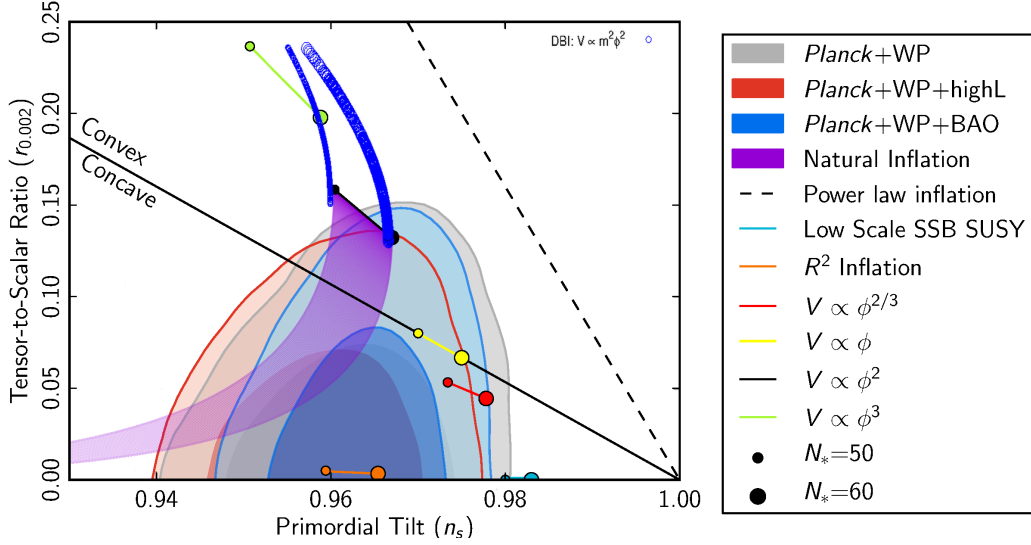 0.25
0.20
0.15
0.10
0.05
0.00
Tensor-to-Scalar Ratio (r0.002)
DBI: V ∝ m²ϕ²
Convex
Concave
0.94
0.96
0.98
1.00
Primordial Tilt (ns)
Planck+WP
Planck+WP+highL
Planck+WP+BAO
Natural Inflation
Power law inflation
Low Scale SSB SUSY
R² Inflation
V ∝ ϕ²/³
V ∝ ϕ
V ∝ ϕ²
V ∝ ϕ³
N*=50
N*=60